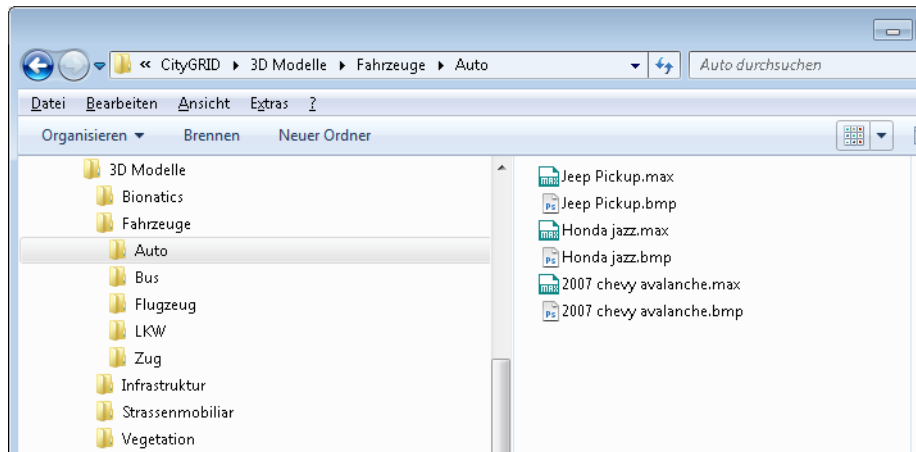 « CityGRID ▸ 3D Modelle ▸ Fahrzeuge ▸ Auto
Auto durchsuchen
Datei Bearbeiten Ansicht Extras ?
Organisieren Brennen Neuer Ordner
3D Modelle
Bionatics
Fahrzeuge
Auto
Bus
Flugzeug
LKW
Zug
Infrastruktur
Strassenmobiliar
Vegetation
Jeep Pickup.max
Jeep Pickup.bmp
Honda jazz.max
Honda jazz.bmp
2007 chevy avalanche.max
2007 chevy avalanche.bmp